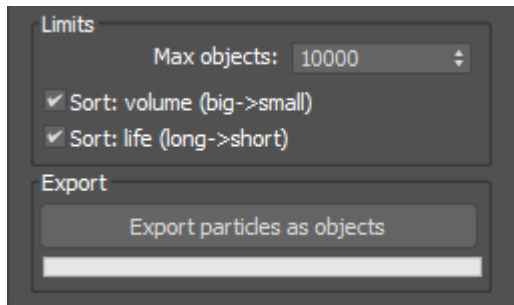 Limits
Max objects: 10000
Sort: volume (big->small)
Sort: life (long->short)
Export
Export particles as objects